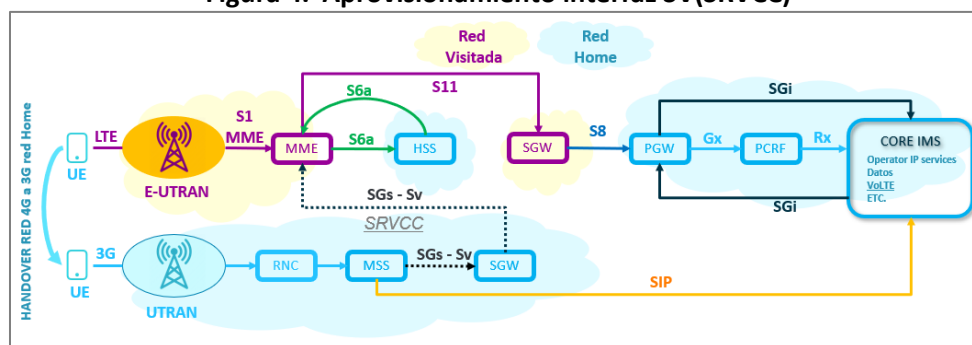 Figura 4. Aprovisionamiento Interfaz SV(SRVCC)
Red
Visitada
Red
Home
S11
S6a
SGi
LTE
S1
MME
MME
S6a
HSS
SGW
S8
PGW
Gx
PCRF
Rx
CORE IMS
Operator IP services
Datos
VoLTE
ETC.
UE
E-UTRAN
SGs - Sv
SRVCC
SGi
HANDOVER RED 4G a 3G red Home
3G
UE
UTRAN
RNC
MSS
SGs - Sv
SGW
SIP